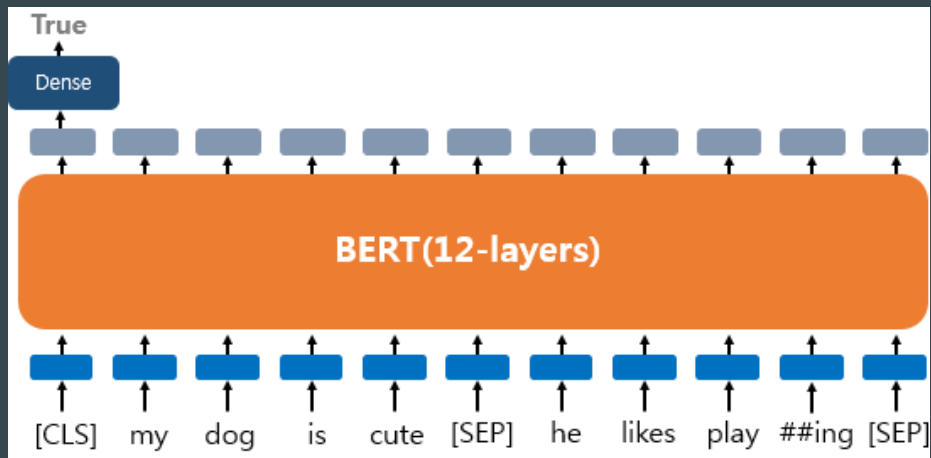 True
Dense
BERT(12-layers)
[CLS] my dog is cute [SEP] he likes play ##ing [SEP]